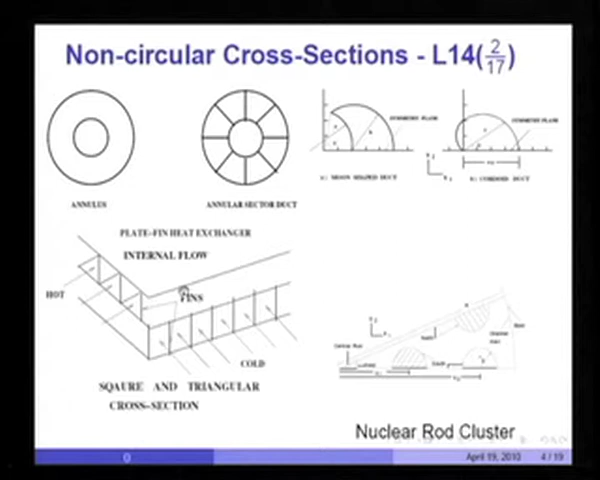 Non-circular Cross-Sections - L14(2/17)
SYMMETRY PLANE
SYMMETRY PLANE
ANNULUS
ANNULAR SECTOR DUCT
MOON SHAPED DUCT
CARDIOID DUCT
PLATE-FIN HEAT EXCHANGER
INTERNAL FLOW
HOT
FINS
COLD
SQAURE AND TRIANGULAR
CROSS-SECTION
Nuclear Rod Cluster
()
April 19, 2010 4 / 19